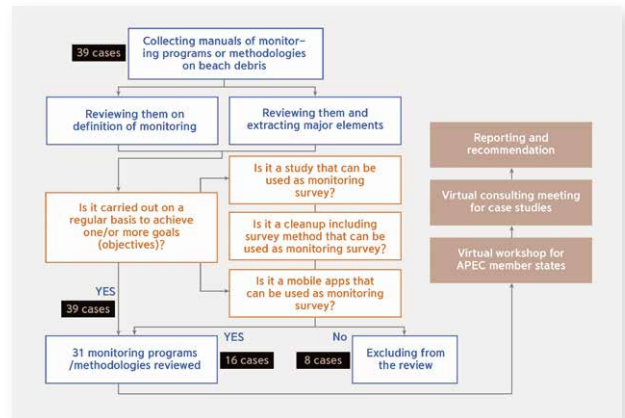 Collecting manuals of monitor-
ing programs or methodologies
on beach debris
39 cases
Reviewing them on
definition of monitoring
Reviewing them and
extracting major elements
Is it carried out on a
regular basis to achieve
one/or more goals
(objectives)?
Is it a study that can be
used as monitoring
survey?
Is it a cleanup including
survey method that can be
used as monitoring survey?
Is it a mobile apps that
can be used as monitoring
survey?
YES
39 cases
YES
16 cases
No
8 cases
31 monitoring programs
/methodologies reviewed
Excluding from
the review
Reporting and
recommendation
Virtual consulting meeting
for case studies
Virtual workshop for
APEC member states